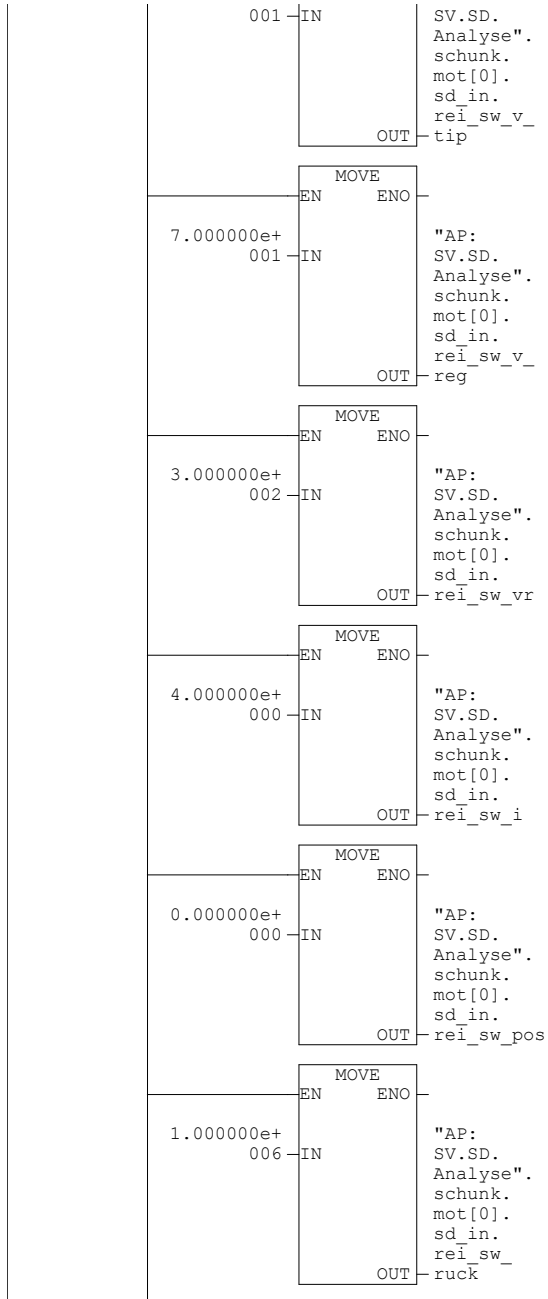 001 IN SV.SD.
Analyse".
schunk.
mot[0].
sd_in.
rei_sw_v_
OUT tip
MOVE
EN ENO
7.000000e+ "AP:
001 IN SV.SD.
Analyse".
schunk.
mot[0].
sd_in.
rei_sw_v_
OUT reg
MOVE
EN ENO
3.000000e+ "AP:
002 IN SV.SD.
Analyse".
schunk.
mot[0].
sd_in.
OUT rei_sw_vr
MOVE
EN ENO
4.000000e+ "AP:
000 IN SV.SD.
Analyse".
schunk.
mot[0].
sd_in.
OUT rei_sw_i
MOVE
EN ENO
0.000000e+ "AP:
000 IN SV.SD.
Analyse".
schunk.
mot[0].
sd_in.
OUT rei_sw_pos
MOVE
EN ENO
1.000000e+ "AP:
006 IN SV.SD.
Analyse".
schunk.
mot[0].
sd_in.
rei_sw_
OUT ruck